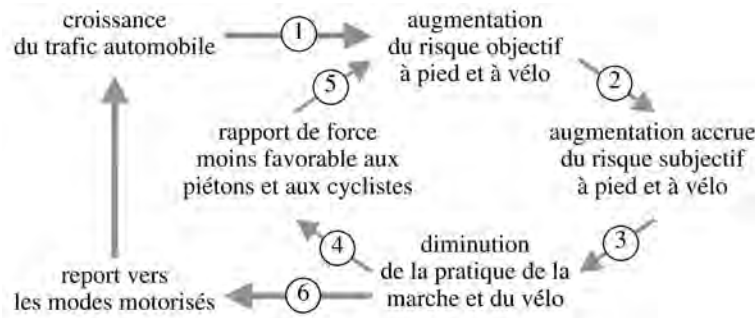 croissance
du trafic automobile
1
augmentation
du risque objectif
à pied et à vélo
2
5
rapport de force
moins favorable aux
piétons et aux cyclistes
augmentation accrue
du risque subjectif
à pied et à vélo
3
4
diminution
de la pratique de la
marche et du vélo
6
report vers
les modes motorisés